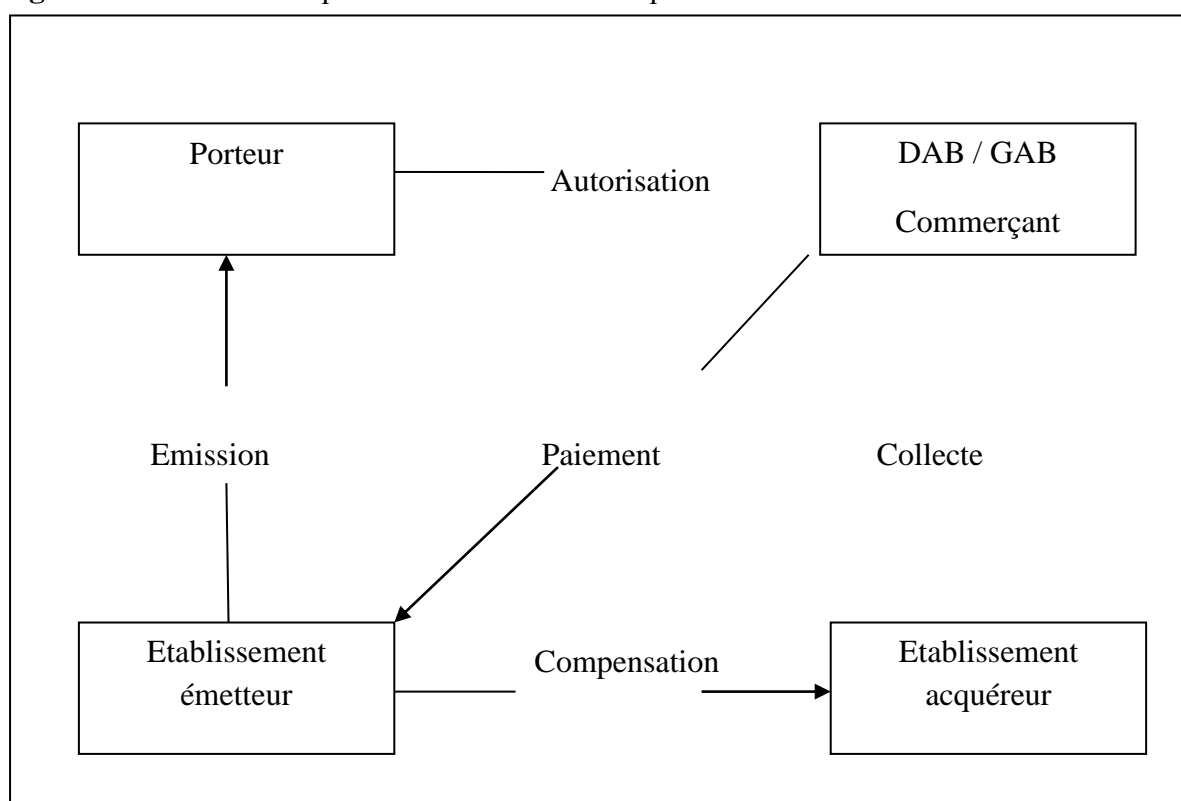 Porteur
DAB / GAB
Commerçant
Autorisation
Emission
Paiement
Collecte
Etablissement
émetteur
Compensation
Etablissement
acquéreur